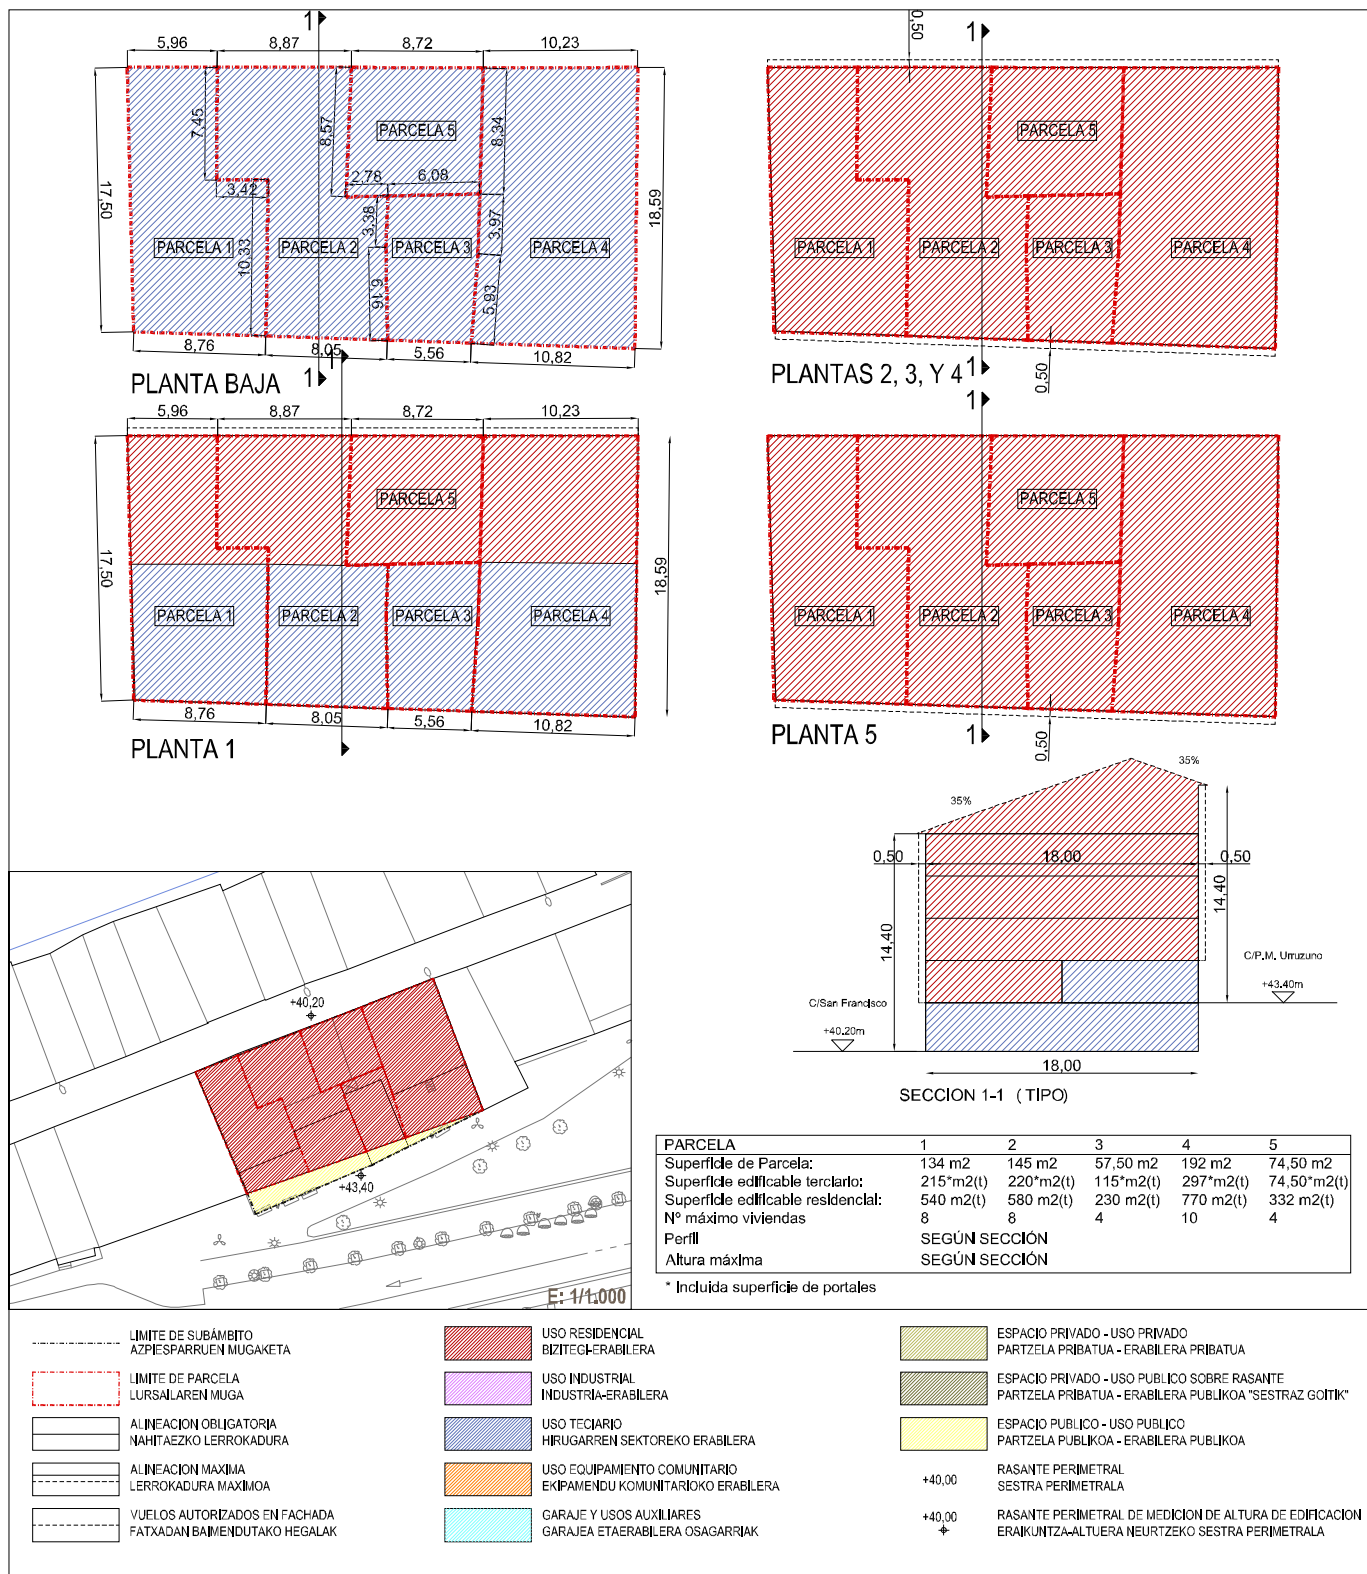 1
5,96
8,87
8,72
10,23
7,45
8,57
PARCELA 5
8,34
17,50
3,42
2,78
6,08
18,59
3,38
3,97
PARCELA 1
PARCELA 2
PARCELA 3
PARCELA 4
10,33
6,16
5,93
8,76
8,05
5,56
10,82
PLANTA BAJA
1
1
0,50
1
PARCELA 5
PARCELA 1
PARCELA 2
PARCELA 3
PARCELA 4
PLANTAS 2, 3, Y 4
1
0,50
5,96
8,87
8,72
10,23
PARCELA 5
17,50
18,59
PARCELA 1
PARCELA 2
PARCELA 3
PARCELA 4
8,76
8,05
5,56
10,82
PLANTA 1
1
PARCELA 5
PARCELA 1
PARCELA 2
PARCELA 3
PARCELA 4
PLANTA 5
1
0,50
35%
35%
0,50
18,00
0,50
14,40
14,40
C/P.M. Urruzuno
+43.40m
C/San Francisco
+40.20m
18,00
SECCION 1-1 ( TIPO)
+40,20
+43,40
E: 1/1.000
PARCELA 1 2 3 4 5
Superficie de Parcela: 134 m2 145 m2 57,50 m2 192 m2 74,50 m2
Superficie edificable terciario: 215*m2(t) 220*m2(t) 115*m2(t) 297*m2(t) 74,50*m2(t)
Superficie edificable residencial: 540 m2(t) 580 m2(t) 230 m2(t) 770 m2(t) 332 m2(t)
Nº máximo viviendas 8 8 4 10 4
Perfil SEGÚN SECCIÓN
Altura máxima SEGÚN SECCIÓN
* Incluida superficie de portales
LIMITE DE SUBÁMBITO
AZPIESPARRUEN MUGAKETA
LIMITE DE PARCELA
LURSAILAREN MUGA
ALINEACION OBLIGATORIA
NAHITAEZKO LERROKADURA
ALINEACION MAXIMA
LERROKADURA MAXIMOA
VUELOS AUTORIZADOS EN FACHADA
FATXADAN BAIMENDUTAKO HEGALAK
USO RESIDENCIAL
BIZITEGI-ERABILERA
USO INDUSTRIAL
INDUSTRIA-ERABILERA
USO TECIARIO
HIRUGARREN SEKTOREKO ERABILERA
USO EQUIPAMIENTO COMUNITARIO
EKIPAMENDU KOMUNITARIOKO ERABILERA
GARAJE Y USOS AUXILIARES
GARAJEA ETAERABILERA OSAGARRIAK
ESPACIO PRIVADO - USO PRIVADO
PARTZELA PRIBATUA - ERABILERA PRIBATUA
ESPACIO PRIVADO - USO PUBLICO SOBRE RASANTE
PARTZELA PRIBATUA - ERABILERA PUBLIKOA "SESTRAZ GOITIK"
ESPACIO PUBLICO - USO PUBLICO
PARTZELA PUBLIKOA - ERABILERA PUBLIKOA
+40,00
RASANTE PERIMETRAL
SESTRA PERIMETRALA
+40,00
RASANTE PERIMETRAL DE MEDICION DE ALTURA DE EDIFICACION
ERAIKUNTZA-ALTUERA NEURTZEKO SESTRA PERIMETRALA